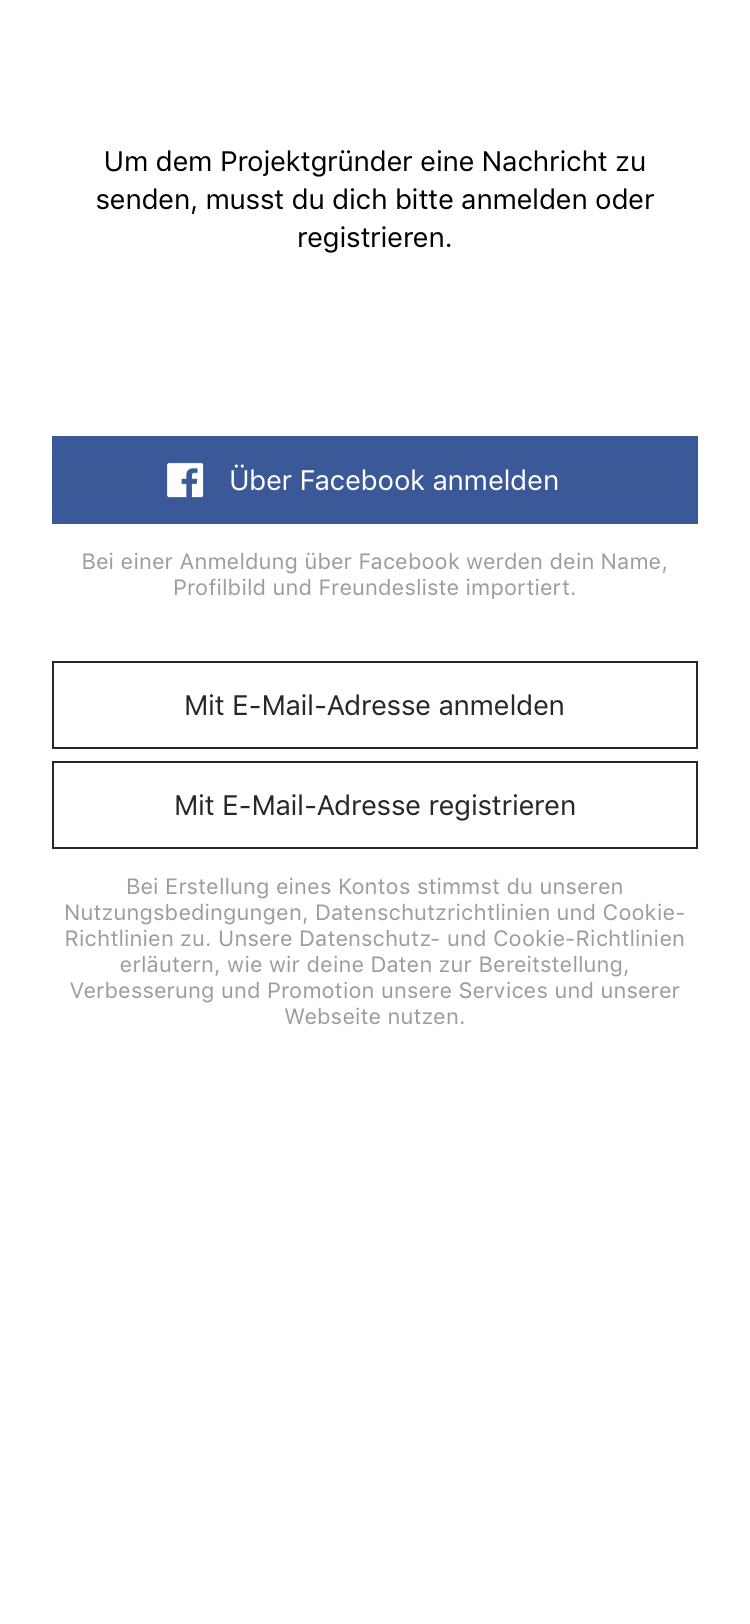 Um dem Projektgründer eine Nachricht zu
senden, musst du dich bitte anmelden oder
registrieren.
Über Facebook anmelden
Bei einer Anmeldung über Facebook werden dein Name,
Profilbild und Freundesliste importiert.
Mit E-Mail-Adresse anmelden
Mit E-Mail-Adresse registrieren
Bei Erstellung eines Kontos stimmst du unseren
Nutzungsbedingungen, Datenschutzrichtlinien und Cookie-
Richtlinien zu. Unsere Datenschutz- und Cookie-Richtlinien
erläutern, wie wir deine Daten zur Bereitstellung,
Verbesserung und Promotion unsere Services und unserer
Webseite nutzen.